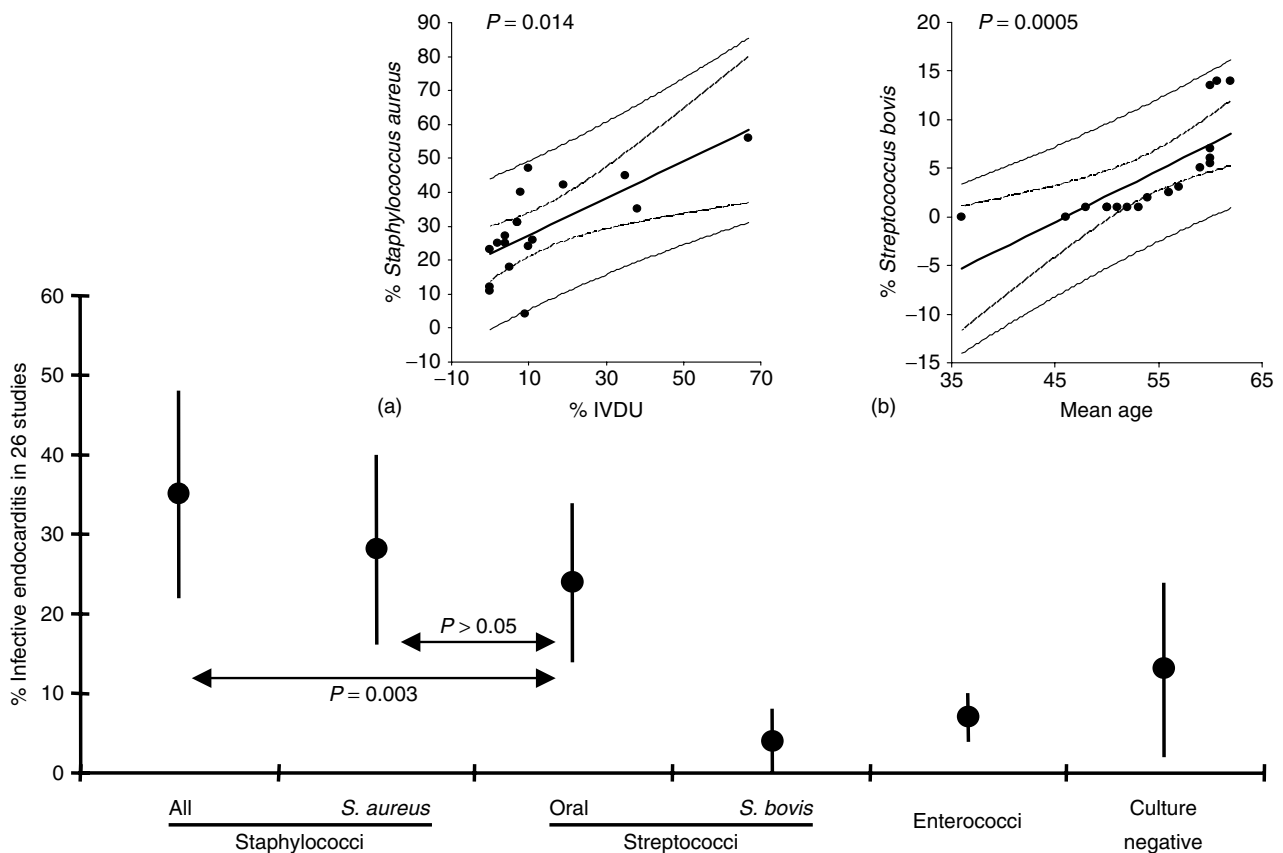 P = 0.014
% Staphylococcus aureus
90
80
70
60
50
40
30
20
10
0
−10
−10
10
30
50
70
(a)
% IVDU
P = 0.0005
% Streptococcus bovis
20
15
10
5
0
−5
−10
−15
35
45
55
65
(b)
Mean age
% Infective endocarditis in 26 studies
60
50
40
30
20
10
0
P > 0.05
P = 0.003
All
S. aureus
Oral
S. bovis
Enterococci
Culture
negative
Staphylococci
Streptococci